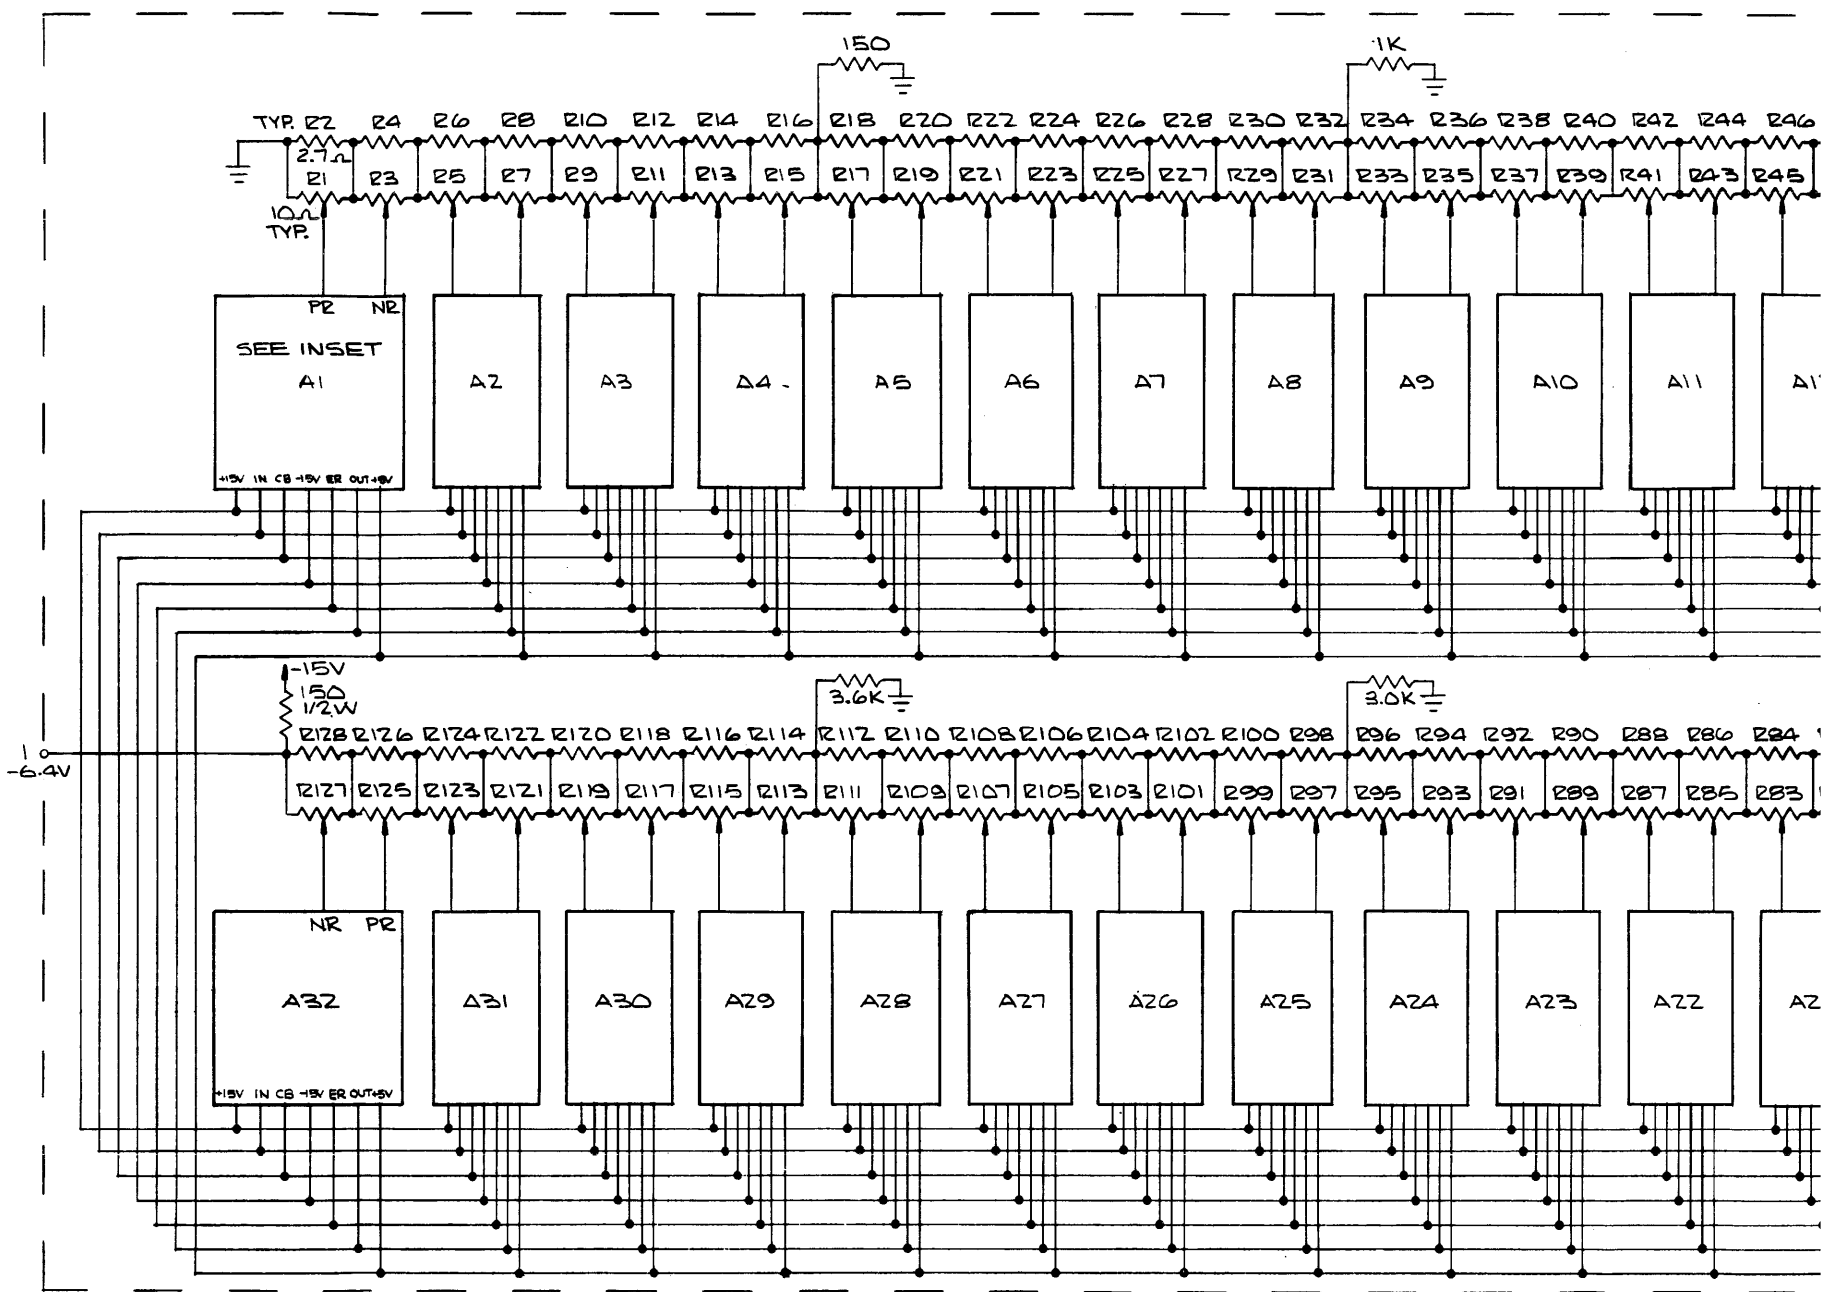 150 1K
TYP. R2 R4 R6 R8 R10 R12 R14 R16 R18 R20 R22 R24 R26 R28 R30 R32 R34 R36 R38 R40 R42 R44 R46
2.7Ω
R1 R3 R5 R7 R9 R11 R13 R15 R17 R19 R21 R23 R25 R27 R29 R31 R33 R35 R37 R39 R41 R43 R45
10Ω
TYP.
PR NR
SEE INSET
A1 A2 A3 A4 A5 A6 A7 A8 A9 A10 A11
+15V IN CB -15V ER OUT +5V
-15V
150
1/2W
3.6K 3.0K
R128 R126 R124 R122 R120 R118 R116 R114 R112 R110 R108 R106 R104 R102 R100 R98 R96 R94 R92 R90 R88 R86 R84
1
-6.4V
R127 R125 R123 R121 R119 R117 R115 R113 R111 R109 R107 R105 R103 R101 R99 R97 R95 R93 R91 R89 R87 R85 R83
NR PR
A32 A31 A30 A29 A28 A27 A26 A25 A24 A23 A22
+15V IN CB -15V ER OUT +5V